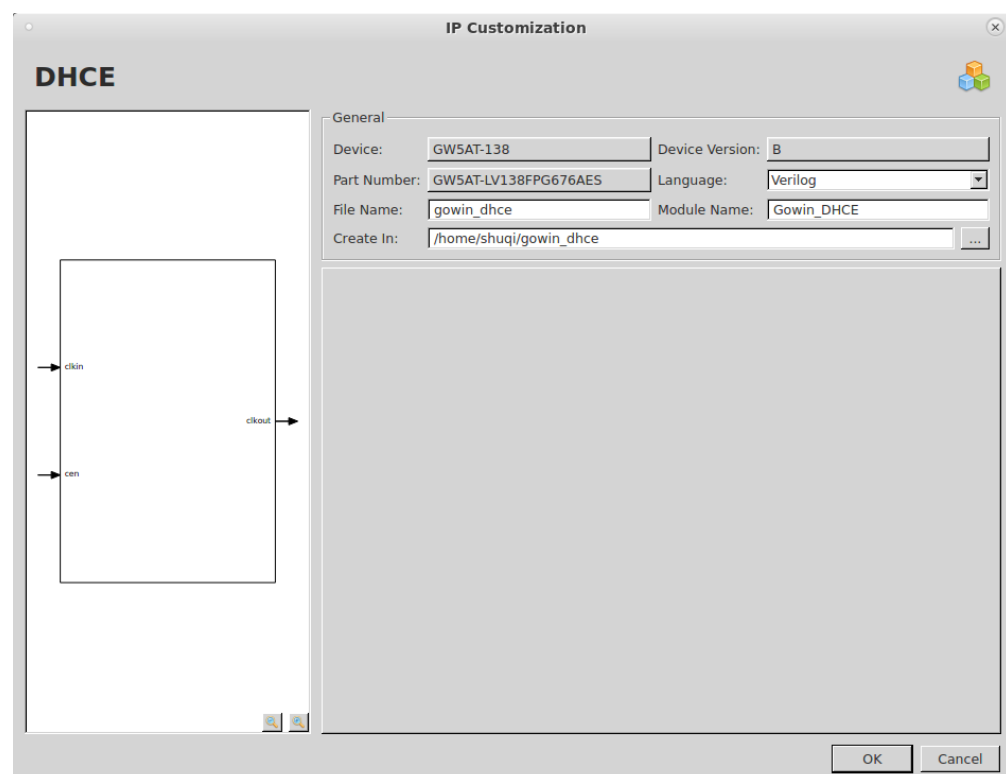 IP Customization
DHCE
General
Device: GW5AT-138 Device Version: B
Part Number: GW5AT-LV138FPG676AES Language: Verilog
File Name: gowin_dhce Module Name: Gowin_DHCE
Create In: /home/shuqi/gowin_dhce ...
clkin
clkout
cen
OK Cancel